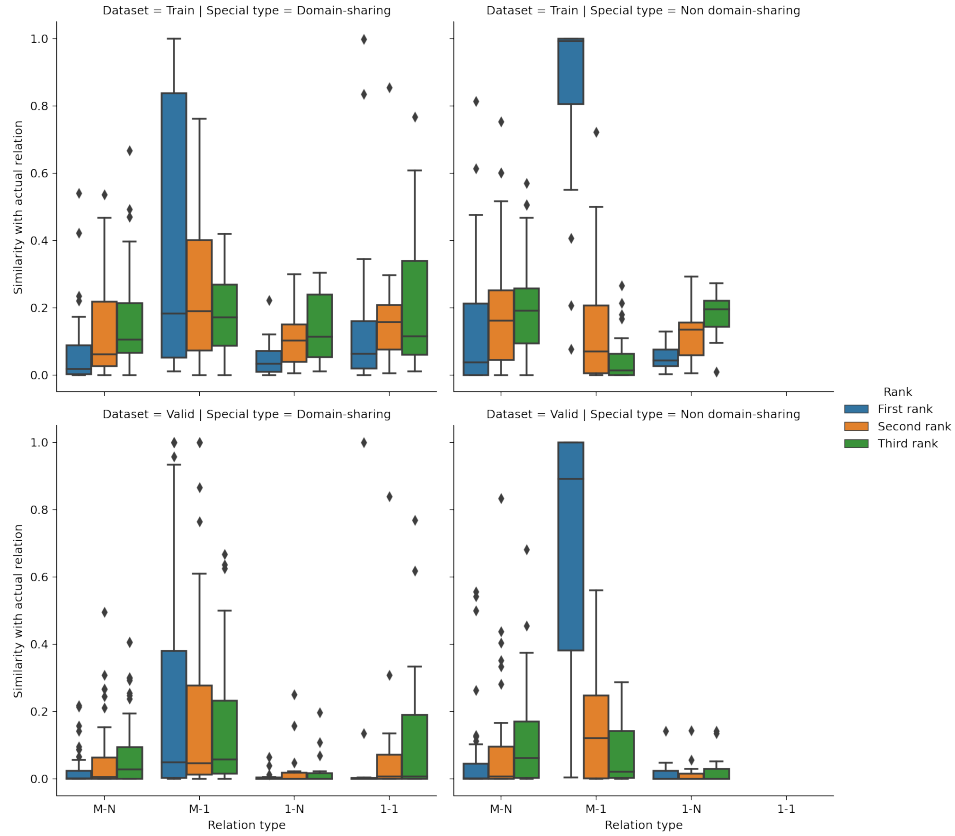 Dataset = Train | Special type = Domain-sharing
Dataset = Train | Special type = Non domain-sharing
1.0
0.8
0.6
0.4
0.2
0.0
Similarity with actual relation
Dataset = Valid | Special type = Domain-sharing
Dataset = Valid | Special type = Non domain-sharing
1.0
0.8
0.6
0.4
0.2
0.0
Similarity with actual relation
M-N M-1 1-N 1-1
Relation type
M-N M-1 1-N 1-1
Relation type
Rank
First rank
Second rank
Third rank